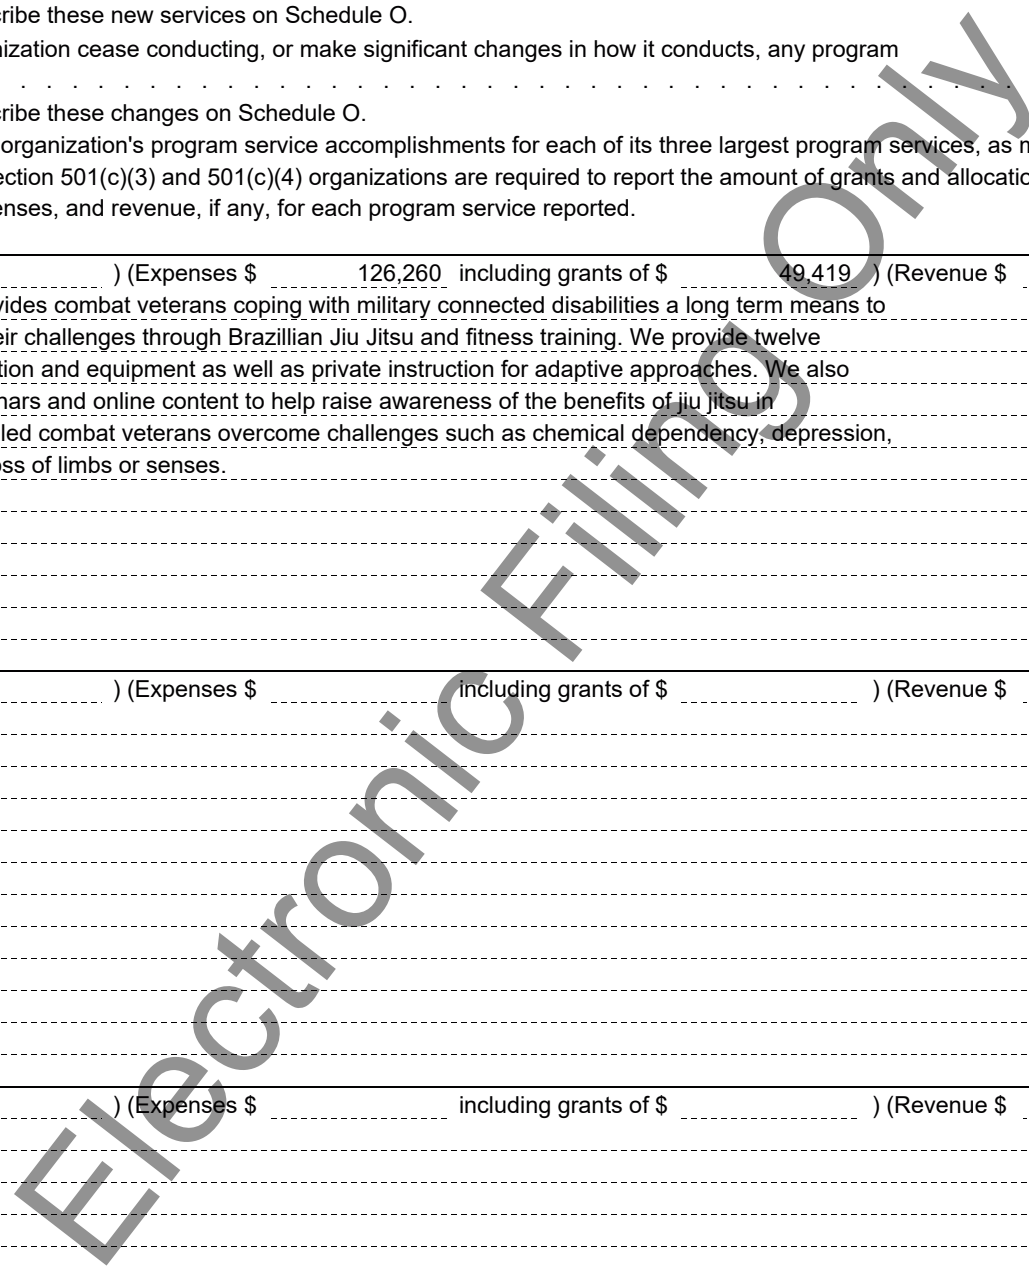 cribe these new services on Schedule O.
nization cease conducting, or make significant changes in how it conducts, any program
. . . . . . . . . . . . . . . . . . . . . . . . . . . . . . . . . . . . . . .
cribe these changes on Schedule O.
organization's program service accomplishments for each of its three largest program services, as m
ection 501(c)(3) and 501(c)(4) organizations are required to report the amount of grants and allocatio
enses, and revenue, if any, for each program service reported.
) (Expenses $ 126,260 including grants of $ 49,419 ) (Revenue $
vides combat veterans coping with military connected disabilities a long term means to
eir challenges through Brazillian Jiu Jitsu and fitness training. We provide twelve
tion and equipment as well as private instruction for adaptive approaches. We also
nars and online content to help raise awareness of the benefits of jiu jitsu in
led combat veterans overcome challenges such as chemical dependency, depression,
oss of limbs or senses.
) (Expenses $ including grants of $ ) (Revenue $
) (Expenses $ including grants of $ ) (Revenue $
Electronic Filing Only